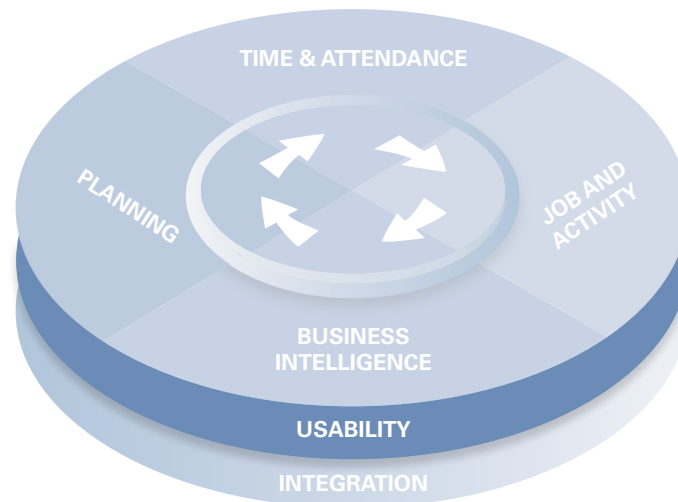 TIME & ATTENDANCE
PLANNING
JOB AND
ACTIVITY
BUSINESS
INTELLIGENCE
USABILITY
INTEGRATION